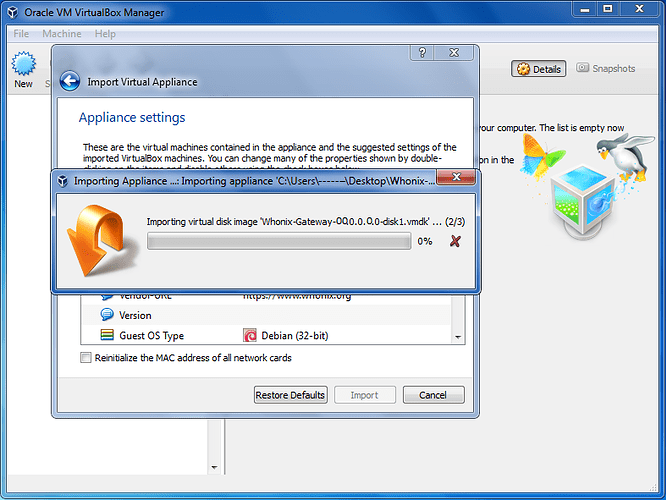 Oracle VM VirtualBox Manager
File Machine Help
New
Details
Snapshots
Import Virtual Appliance
Appliance settings
These are the virtual machines contained in the appliance and the suggested settings of the
imported VirtualBox machines. You can change many of the properties shown by double-
your computer. The list is empty now
on in the
Importing Appliance ...: Importing appliance 'C:\Users\------\Desktop\Whonix-...
Importing virtual disk image 'Whonix-Gateway-00.0.0.0.0-disk1.vmdk' ... (2/3)
0%
Vendor-URL https://www.whonix.org
Version
Guest OS Type Debian (32-bit)
Reinitialize the MAC address of all network cards
Restore Defaults Import Cancel